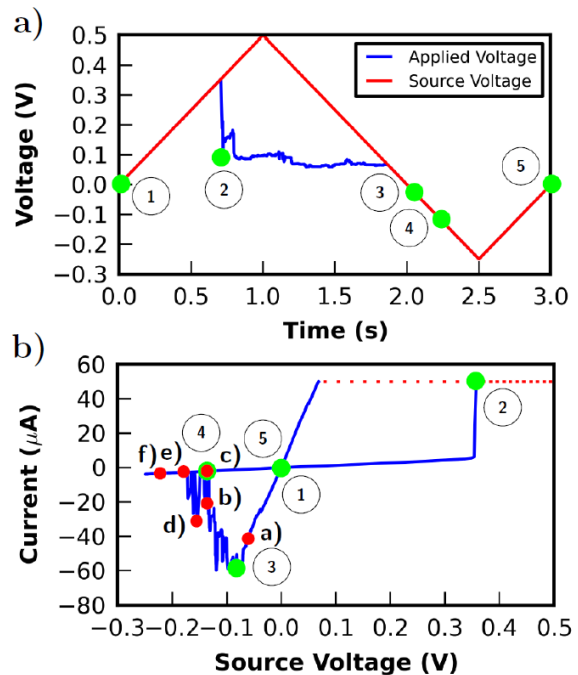 a)
Voltage (V)
0.5
0.4
0.3
0.2
0.1
0.0
−0.1
−0.2
−0.3
Applied Voltage
Source Voltage
1
2
3
4
5
0.0 0.5 1.0 1.5 2.0 2.5 3.0
Time (s)
b)
Current (μA)
60
40
20
0
−20
−40
−60
−80
4
5
2
f) e) c)
1
b)
d)
a)
3
−0.3 −0.2 −0.1 0.0 0.1 0.2 0.3 0.4 0.5
Source Voltage (V)